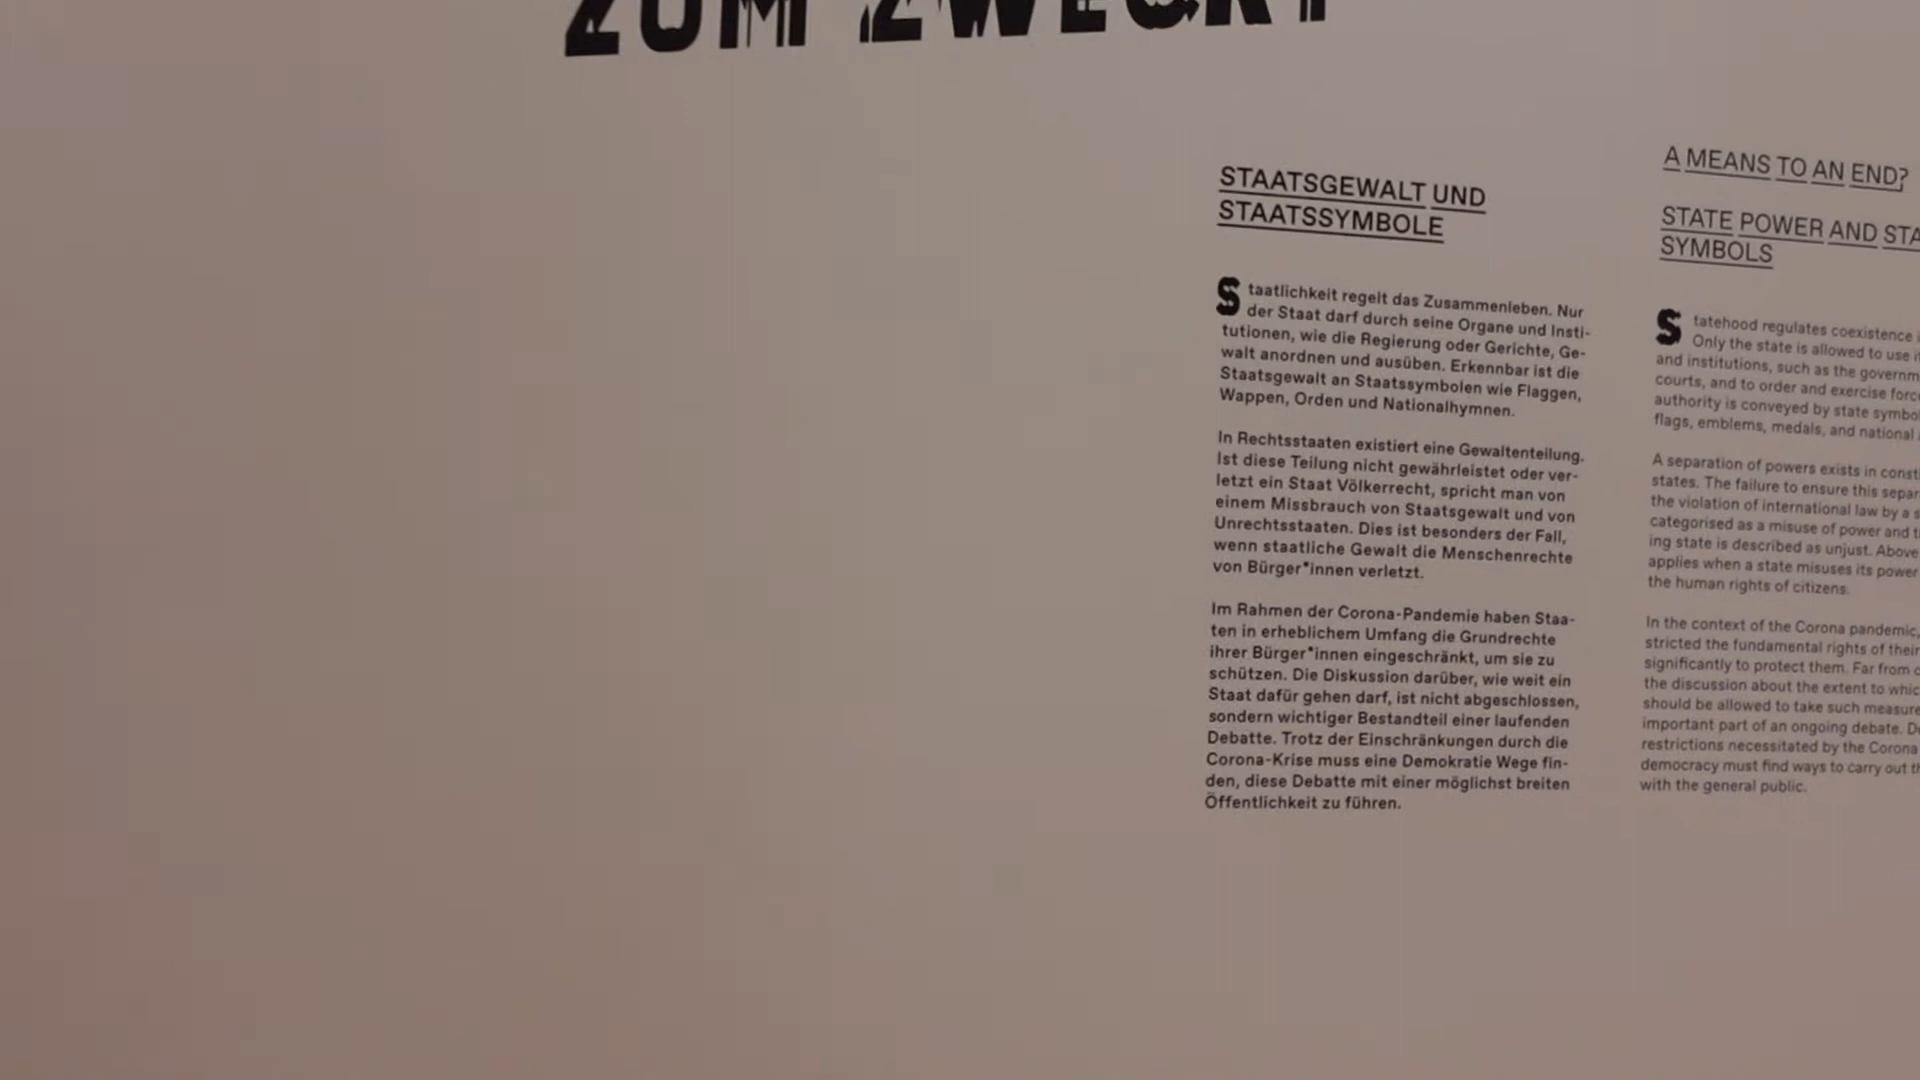 ZUM ZWECK?
STAATSGEWALT UND
STAATSSYMBOLE
Staatlichkeit regelt das Zusammenleben. Nur
der Staat darf durch seine Organe und Insti-
tutionen, wie die Regierung oder Gerichte, Ge-
walt anordnen und ausüben. Erkennbar ist die
Staatsgewalt an Staatssymbolen wie Flaggen,
Wappen, Orden und Nationalhymnen.
In Rechtsstaaten existiert eine Gewaltenteilung.
Ist diese Teilung nicht gewährleistet oder ver-
letzt ein Staat Völkerrecht, spricht man von
einem Missbrauch von Staatsgewalt und von
Unrechtsstaaten. Dies ist besonders der Fall,
wenn staatliche Gewalt die Menschenrechte
von Bürger*innen verletzt.
Im Rahmen der Corona-Pandemie haben Staa-
ten in erheblichem Umfang die Grundrechte
ihrer Bürger*innen eingeschränkt, um sie zu
schützen. Die Diskussion darüber, wie weit ein
Staat dafür gehen darf, ist nicht abgeschlossen,
sondern wichtiger Bestandteil einer laufenden
Debatte. Trotz der Einschränkungen durch die
Corona-Krise muss eine Demokratie Wege fin-
den, diese Debatte mit einer möglichst breiten
Öffentlichkeit zu führen.
A MEANS TO AN END?
STATE POWER AND STA
SYMBOLS
Statehood regulates coexistence
Only the state is allowed to use
and institutions, such as the governm
courts, and to order and exercise forc
authority is conveyed by state symbo
flags, emblems, medals, and national
A separation of powers exists in consti
states. The failure to ensure this separ
the violation of international law by a s
categorised as a misuse of power and t
ing state is described as unjust. Above
applies when a state misuses its power
the human rights of citizens.
In the context of the Corona pandemic,
stricted the fundamental rights of their
significantly to protect them. Far from
the discussion about the extent to whic
should be allowed to take such measure
important part of an ongoing debate. D
restrictions necessitated by the Corona
democracy must find ways to carry out th
with the general public.